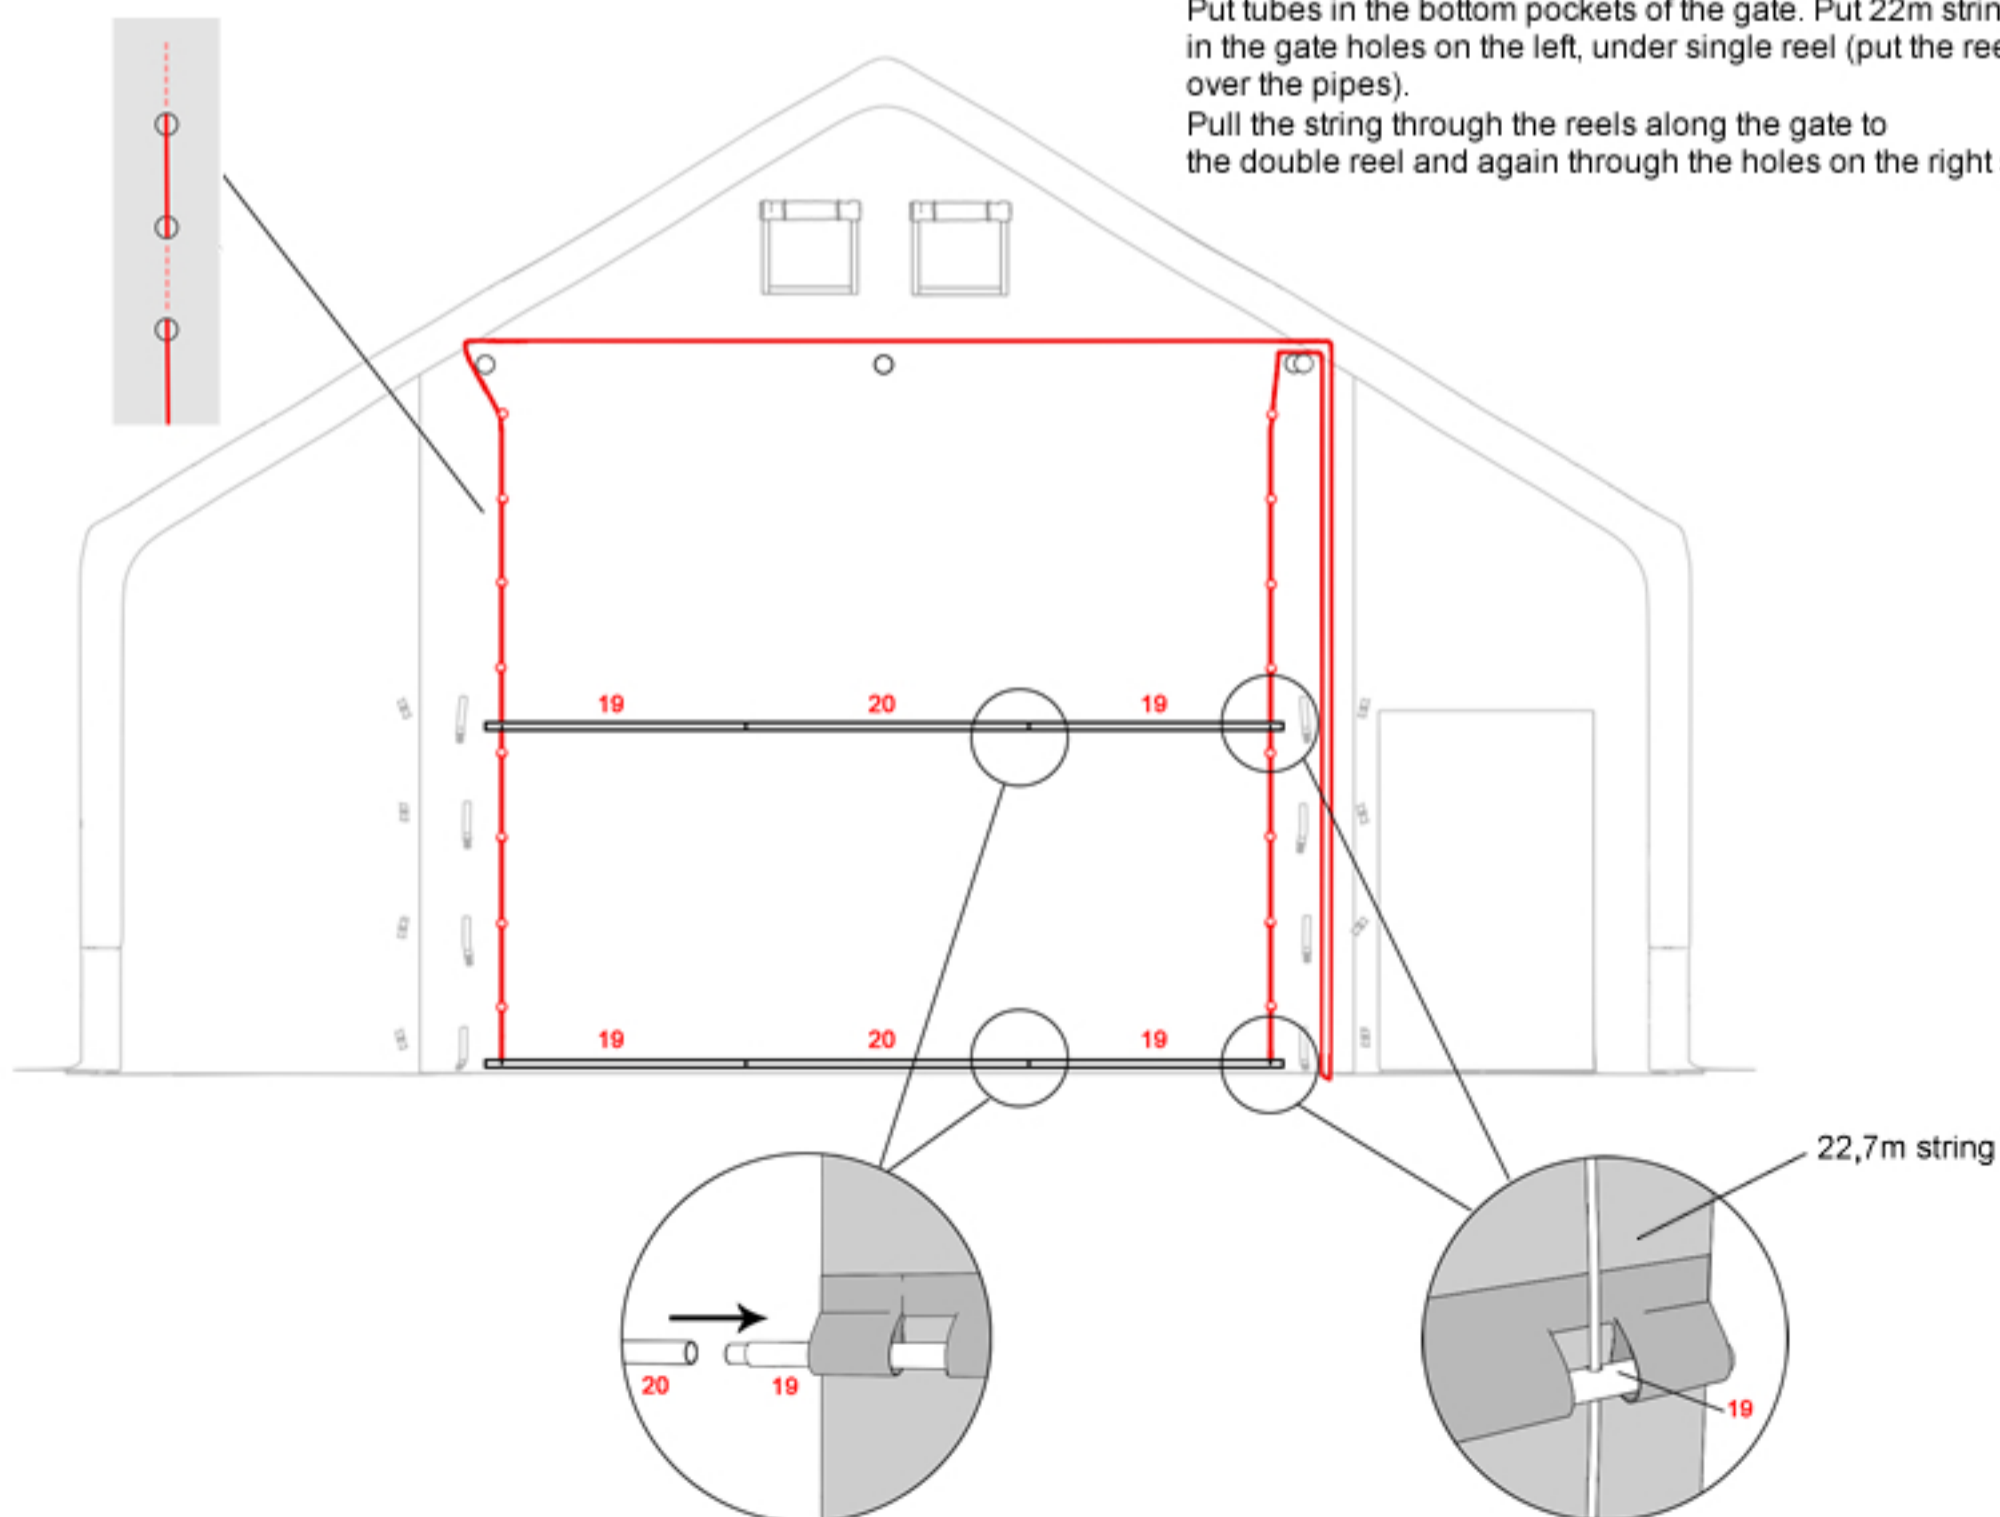 Put tubes in the bottom pockets of the gate. Put 22m
in the gate holes on the left, under single reel (put the
over the pipes).
Pull the string through the reels along the gate to
the double reel and again through the holes on the right
19 20 19
19 20 19
22,7m string
20 19
19